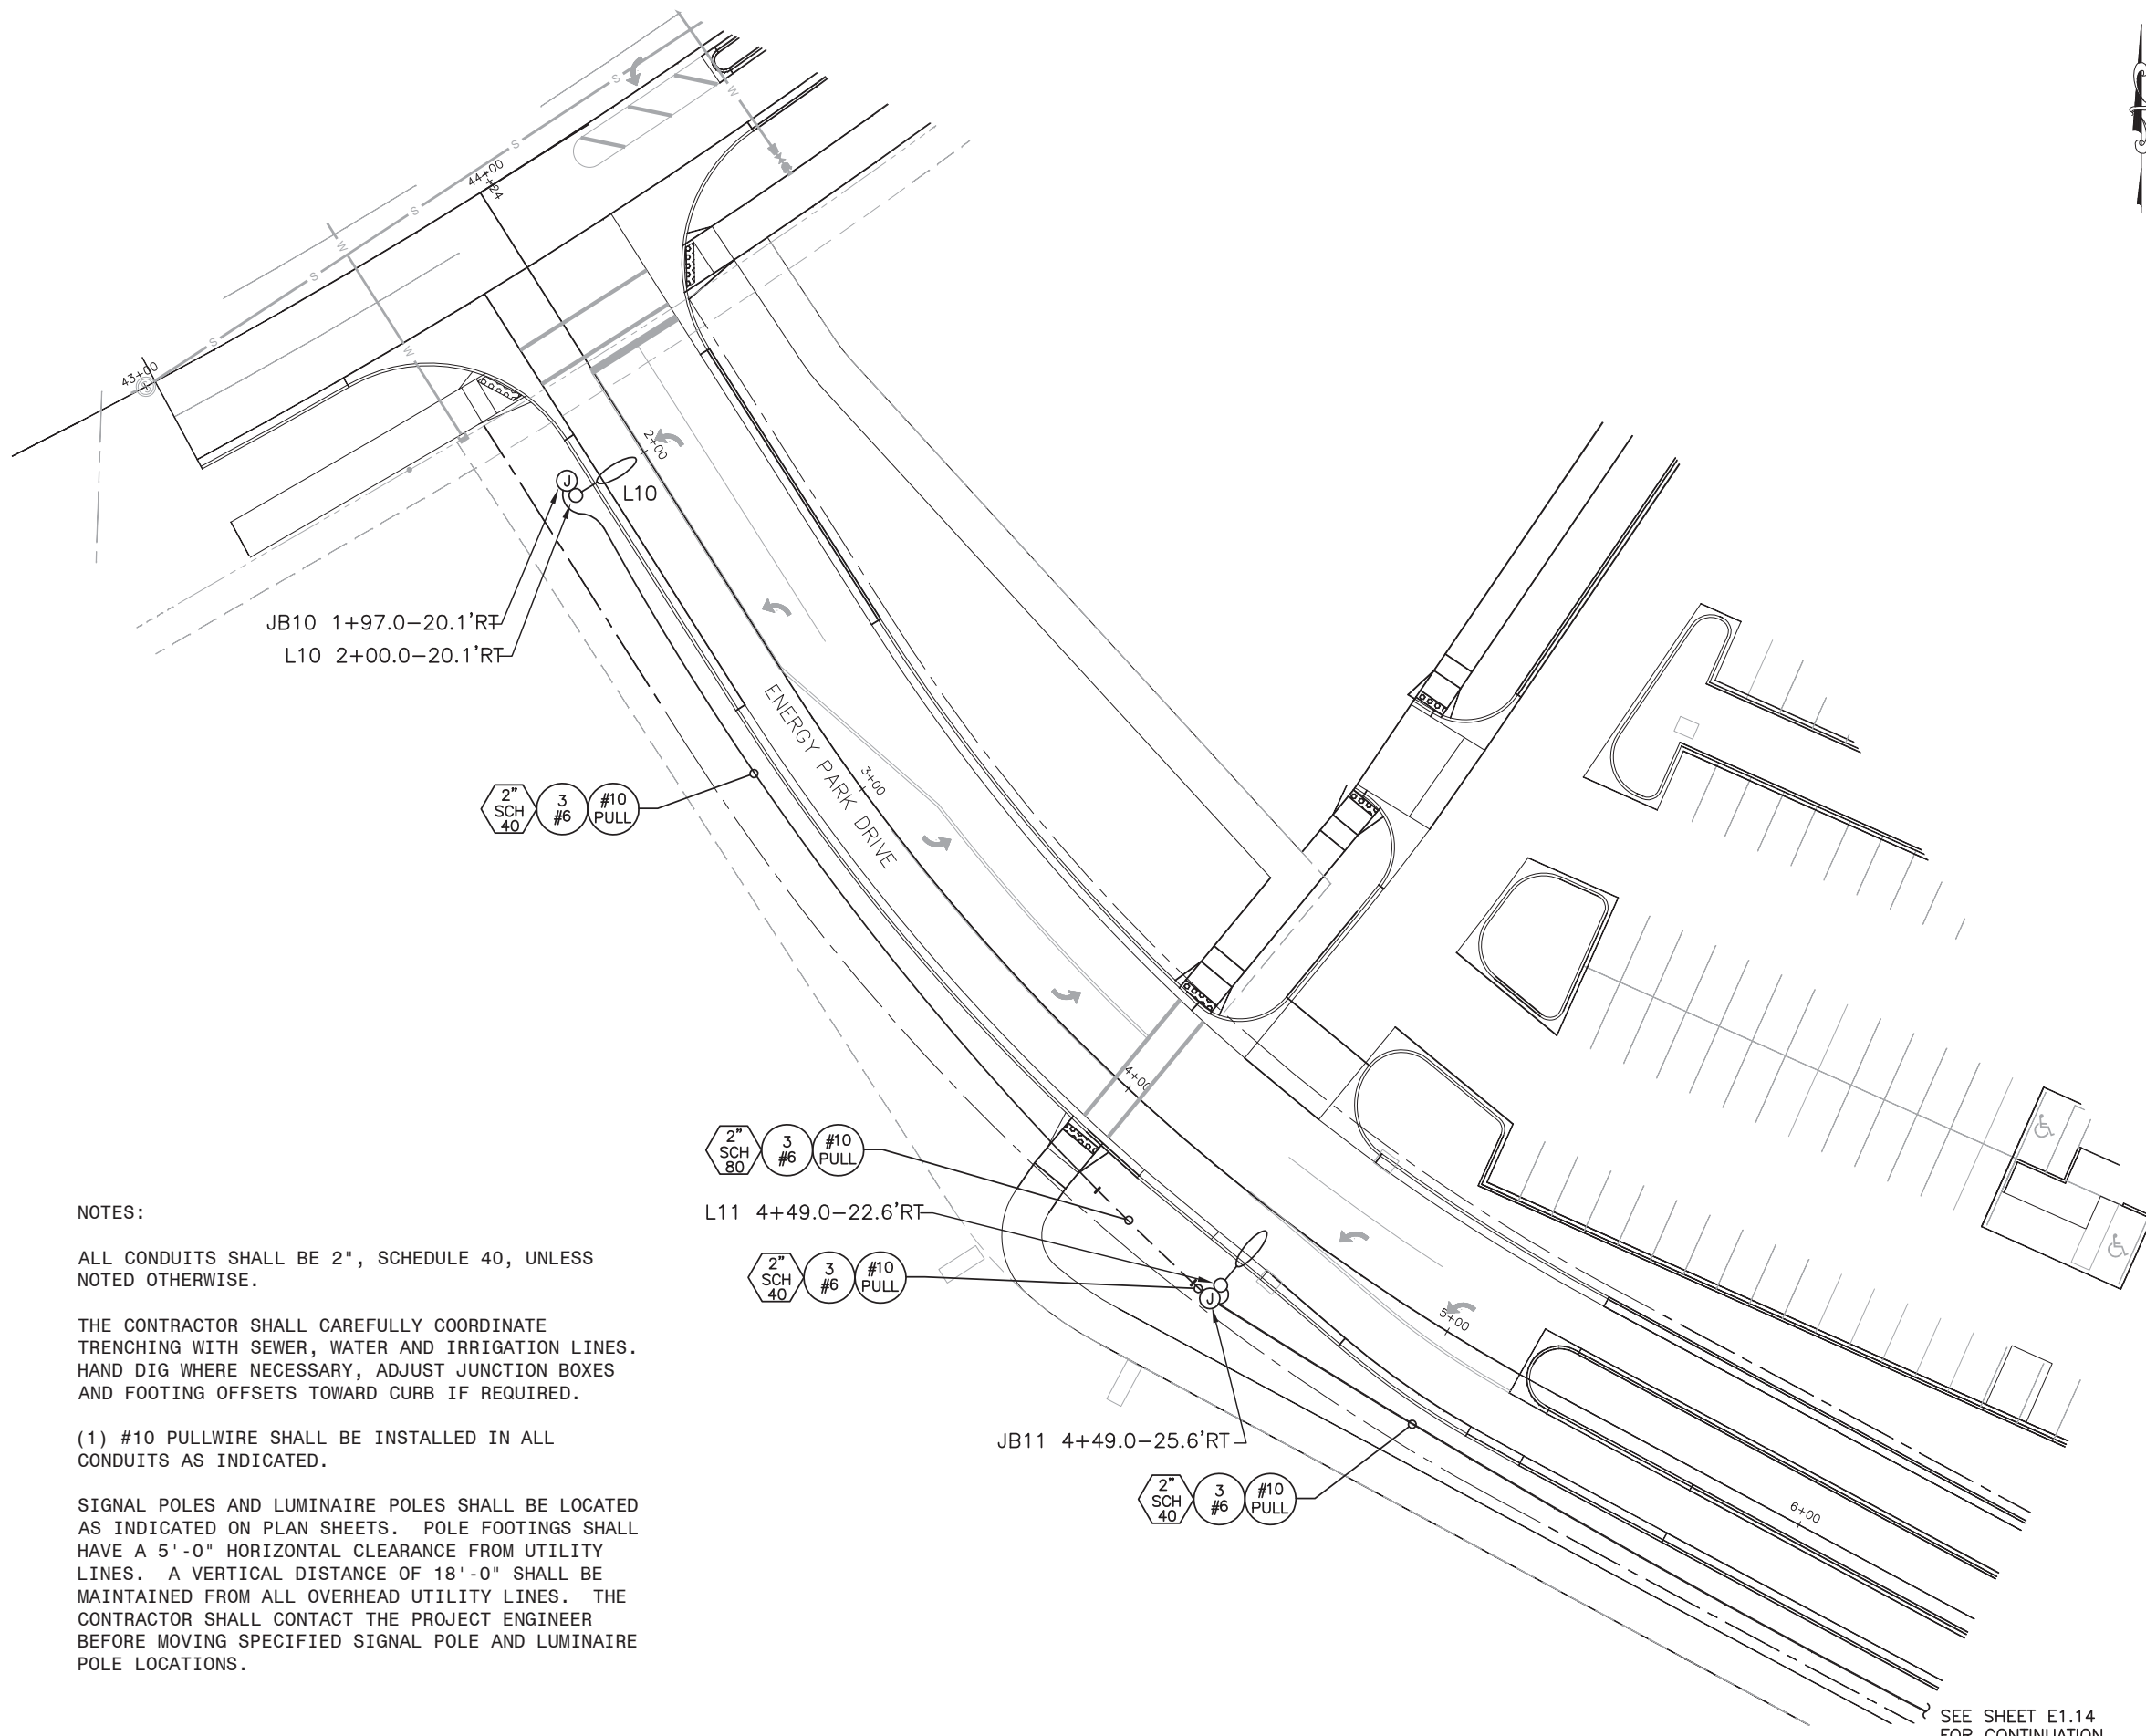 S
S
S
S
S
W
W
W
44+00
+24
43+00
2+00
J
L10
JB10 1+97.0-20.1'RT
L10 2+00.0-20.1'RT
ENERGY PARK DRIVE
3+00
2" SCH 40
3 #6
#10 PULL
4+00
2" SCH 80
3 #6
#10 PULL
L11 4+49.0-22.6'RT
2" SCH 40
3 #6
#10 PULL
J
5+00
JB11 4+49.0-25.6'RT
2" SCH 40
3 #6
#10 PULL
6+00
NOTES:
ALL CONDUITS SHALL BE 2", SCHEDULE 40, UNLESS
NOTED OTHERWISE.
THE CONTRACTOR SHALL CAREFULLY COORDINATE
TRENCHING WITH SEWER, WATER AND IRRIGATION LINES.
HAND DIG WHERE NECESSARY, ADJUST JUNCTION BOXES
AND FOOTING OFFSETS TOWARD CURB IF REQUIRED.
(1) #10 PULLWIRE SHALL BE INSTALLED IN ALL
CONDUITS AS INDICATED.
SIGNAL POLES AND LUMINAIRE POLES SHALL BE LOCATED
AS INDICATED ON PLAN SHEETS.  POLE FOOTINGS SHALL
HAVE A 5'-0" HORIZONTAL CLEARANCE FROM UTILITY
LINES.  A VERTICAL DISTANCE OF 18'-0" SHALL BE
MAINTAINED FROM ALL OVERHEAD UTILITY LINES.  THE
CONTRACTOR SHALL CONTACT THE PROJECT ENGINEER
BEFORE MOVING SPECIFIED SIGNAL POLE AND LUMINAIRE
POLE LOCATIONS.
SEE SHEET E1.14
FOR CONTINUATION